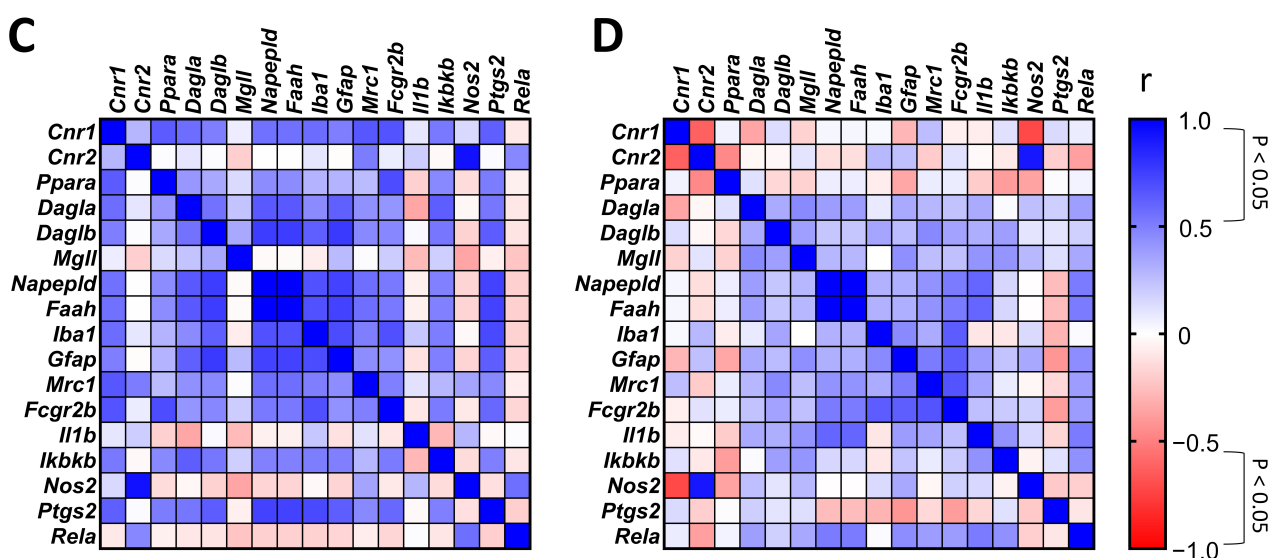 C
Cnr1 Cnr2 Ppara Dagla Daglb Mgll Napepld Faah Iba1 Gfap Mrc1 Fcgr2b Il1b Ikbkb Nos2 Ptgs2 Rela
Cnr1
Cnr2
Ppara
Dagla
Daglb
Mgll
Napepld
Faah
Iba1
Gfap
Mrc1
Fcgr2b
Il1b
Ikbkb
Nos2
Ptgs2
Rela
D
Cnr1 Cnr2 Ppara Dagla Daglb Mgll Napepld Faah Iba1 Gfap Mrc1 Fcgr2b Il1b Ikbkb Nos2 Ptgs2 Rela
Cnr1
Cnr2
Ppara
Dagla
Daglb
Mgll
Napepld
Faah
Iba1
Gfap
Mrc1
Fcgr2b
Il1b
Ikbkb
Nos2
Ptgs2
Rela
r
1.0
0.5
0
−0.5
−1.0
P < 0.05
P < 0.05